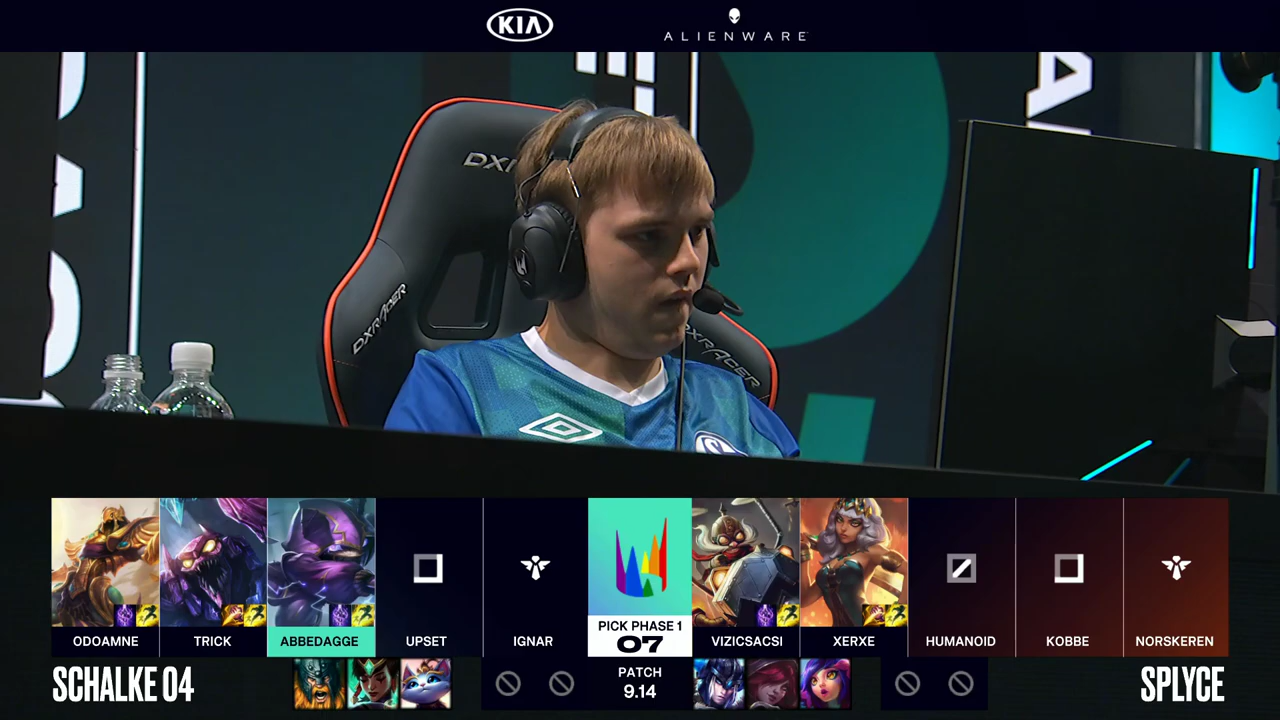 KIA
ALIENWARE
DXRACER
DXRACER
ODOAMNE
TRICK
ABBEDAGGE
UPSET
IGNAR
PICK PHASE 1
07
VIZICSACSI
XERXE
HUMANOID
KOBBE
NORSKEREN
SCHALKE 04
PATCH
9.14
SPLYCE